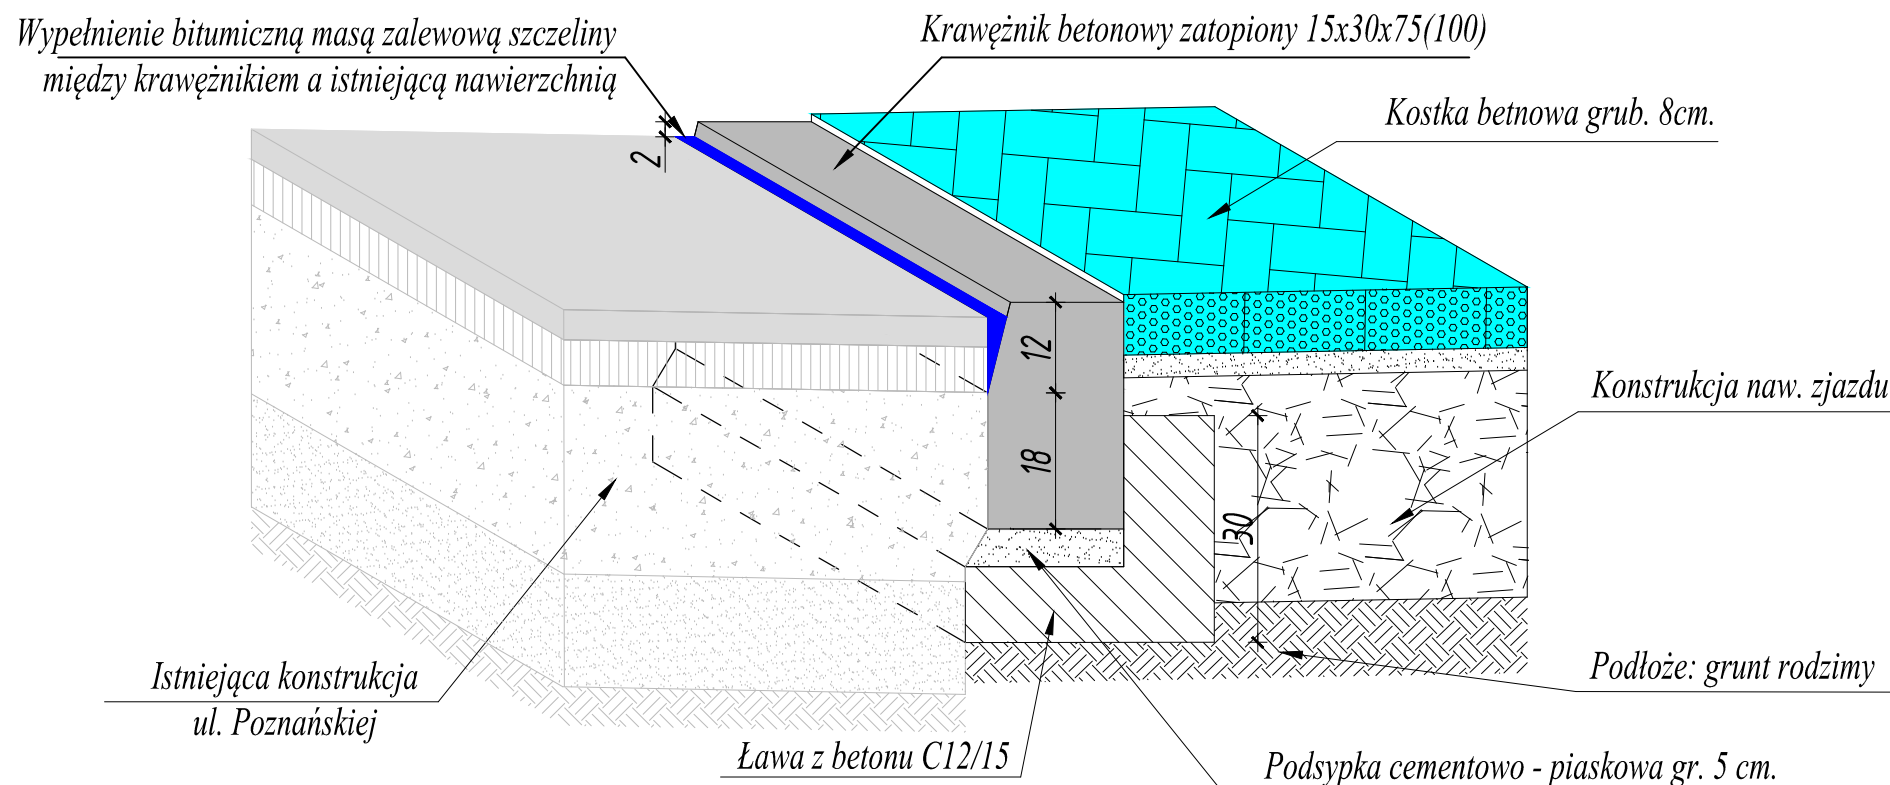 Wypełnienie bitumiczną masą zalewową szczeliny
między krawężnikiem a istniejącą nawierzchnią
Krawężnik betonowy zatopiony 15x30x75(100)
Kostka betnowa grub. 8cm.
2
12
18
30
Konstrukcja naw. zjazdu
Istniejąca konstrukcja
ul. Poznańskiej
Podłoże: grunt rodzimy
Ława z betonu C12/15
Podsypka cementowo - piaskowa gr. 5 cm.